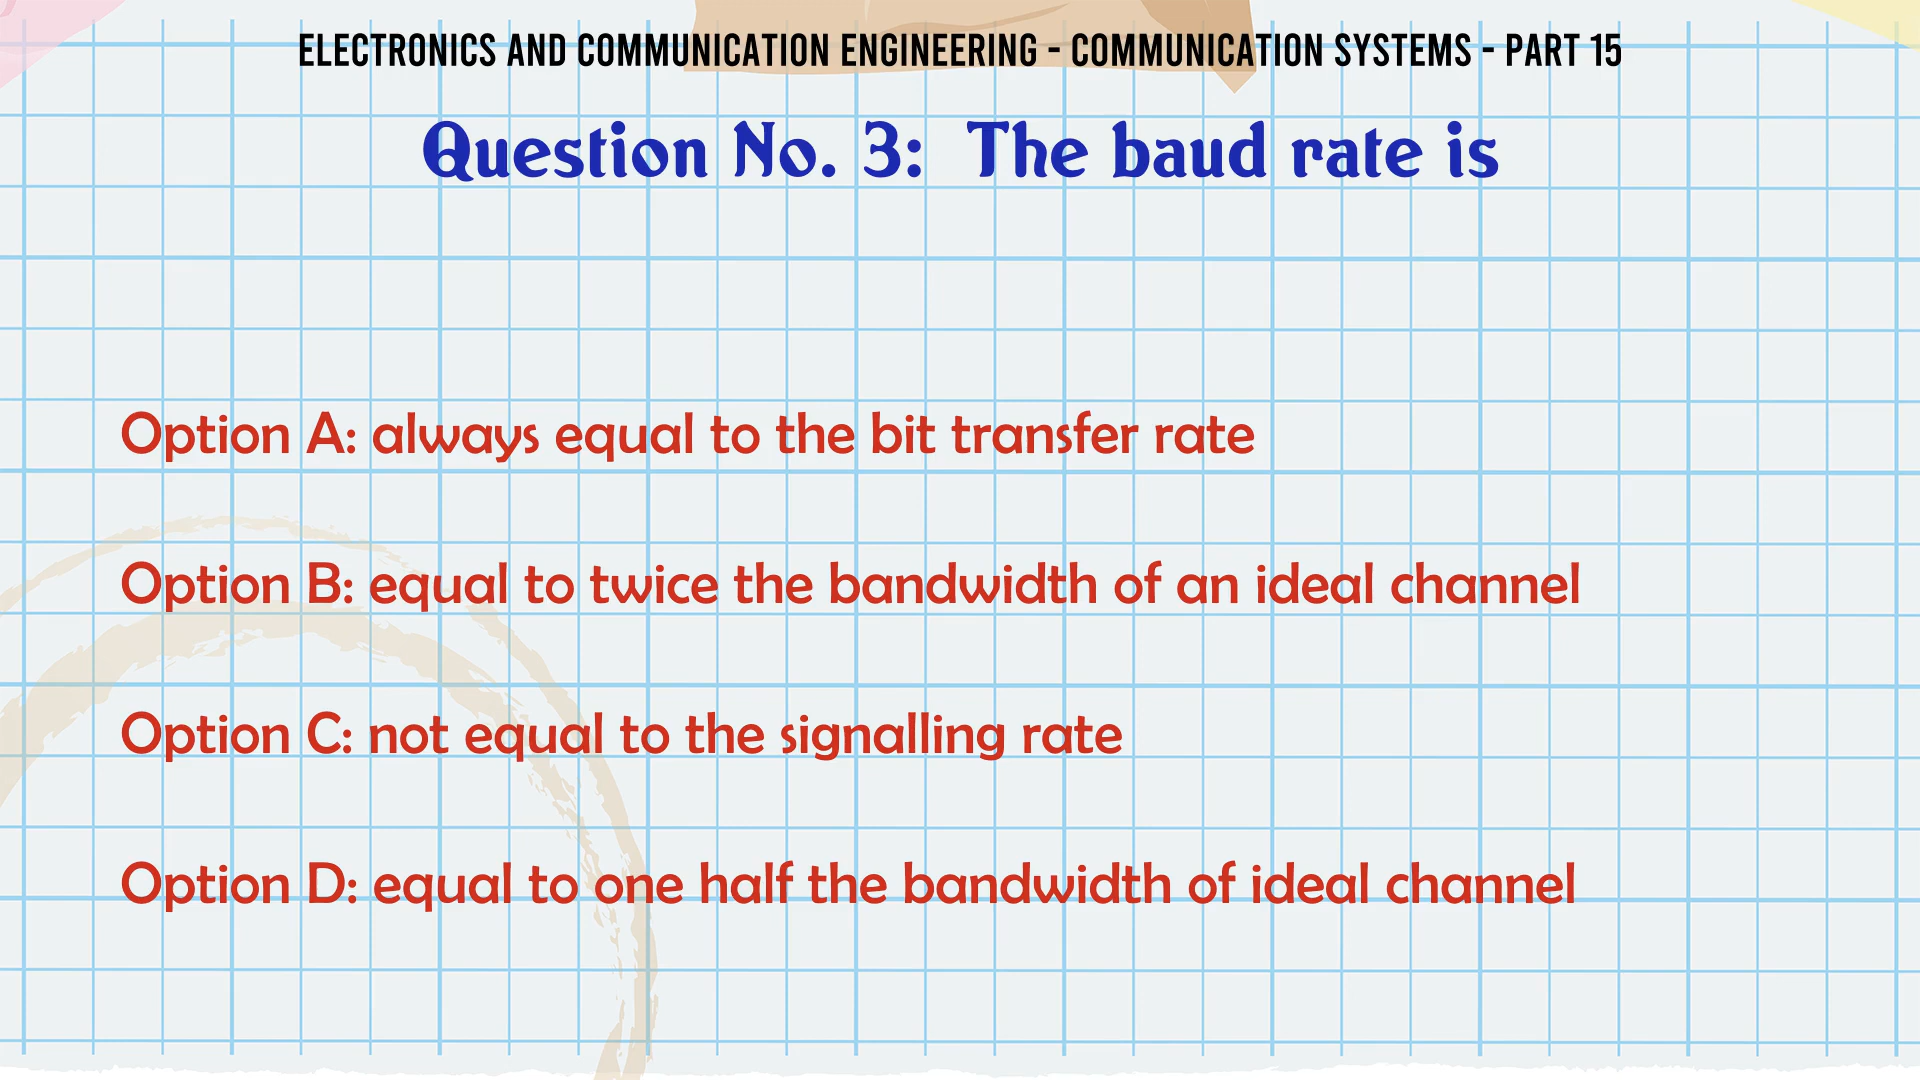 ELECTRONICS AND COMMUNICATION ENGINEERING - COMMUNICATION SYSTEMS - PART 15
Question No. 3: The baud rate is
Option A: always equal to the bit transfer rate
Option B: equal to twice the bandwidth of an ideal channel
Option C: not equal to the signalling rate
Option D: equal to one half the bandwidth of ideal channel